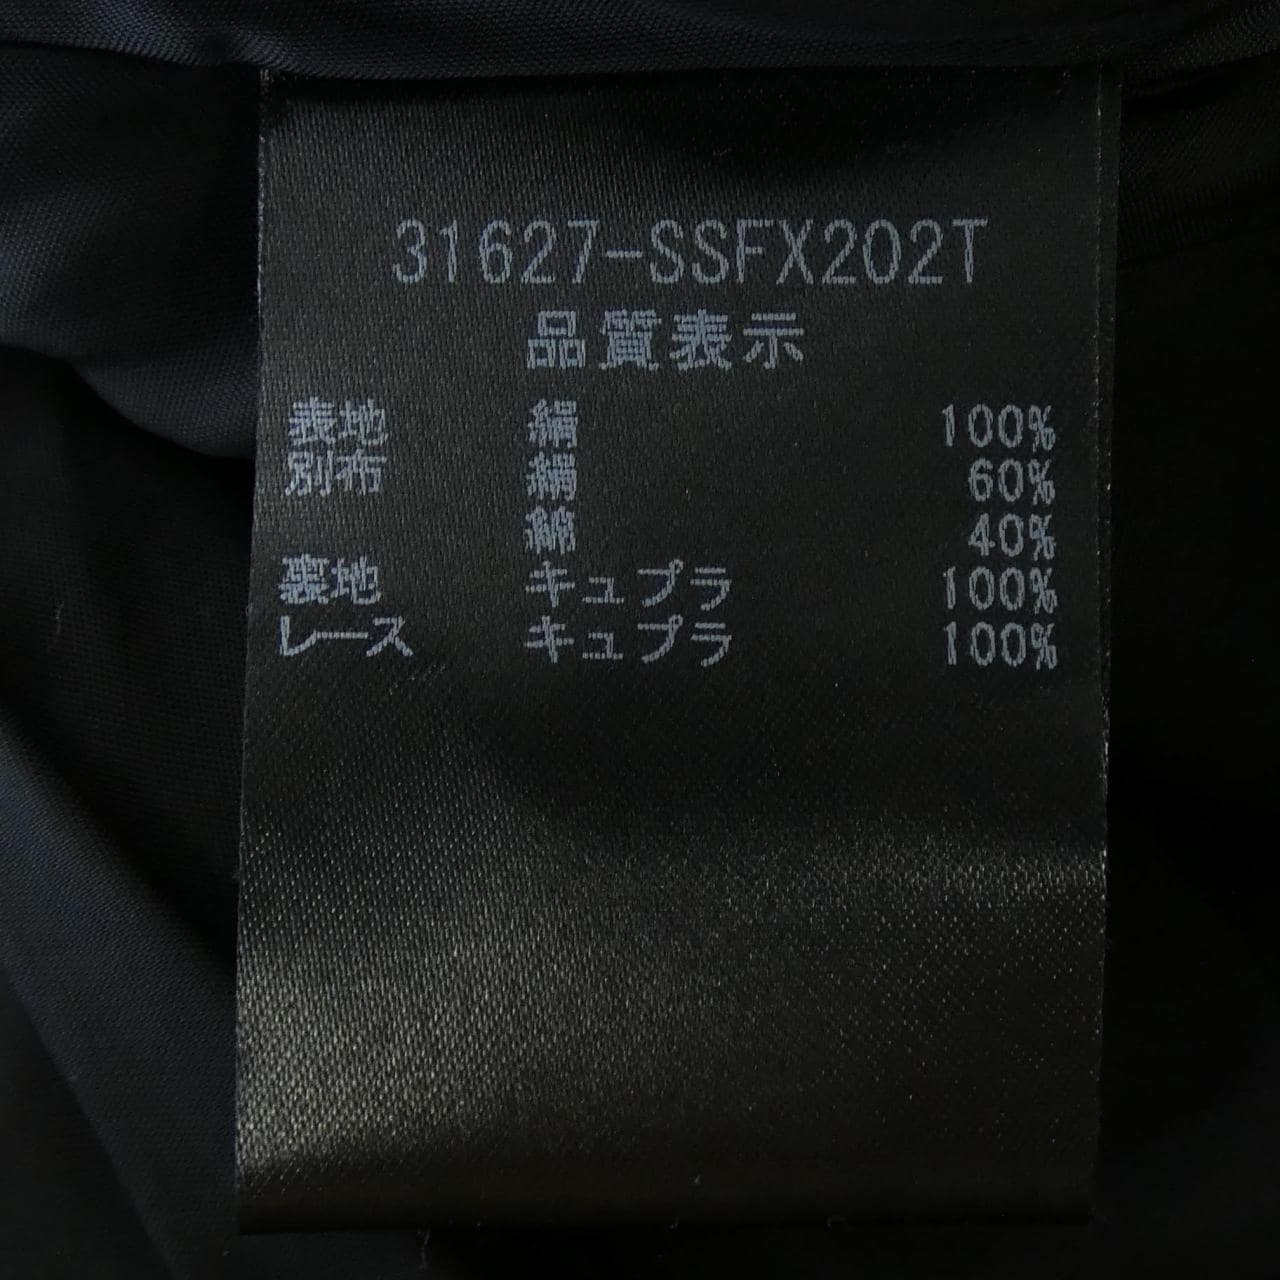 31627-SSFX202T
品質表示
表地 絹 100%
別布 絹 60%
綿 40%
裏地 キュプラ 100%
レース キュプラ 100%